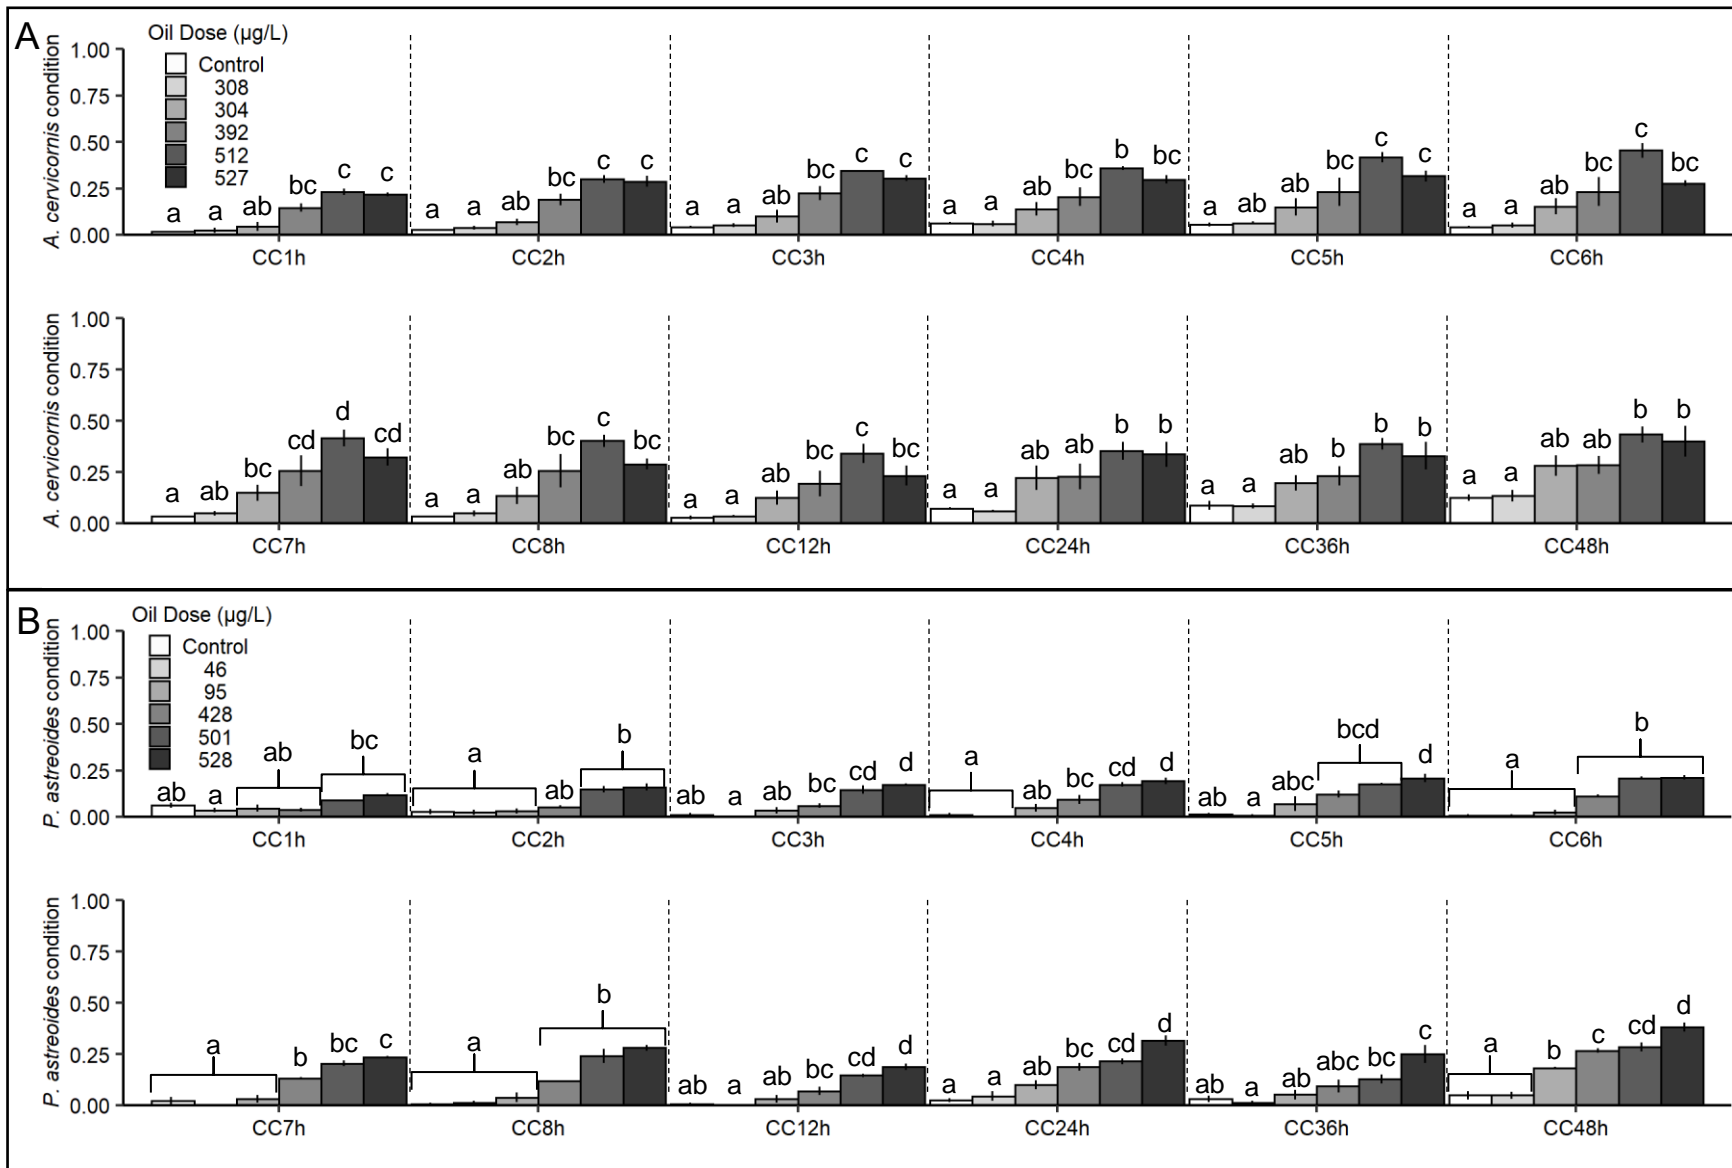 A
Oil Dose (µg/L)
Control
308
304
392
512
527
A. cervicornis condition
1.00
0.75
0.50
0.25
0.00
a a ab bc c c
a a ab bc c c
a a ab bc c c
a a ab bc b bc
a ab ab bc c c
a a ab bc c bc
CC1h CC2h CC3h CC4h CC5h CC6h
A. cervicornis condition
1.00
0.75
0.50
0.25
0.00
a ab bc cd d cd
a a ab bc c bc
a a ab bc c bc
a a ab ab b b
a a ab b b b
a a ab ab b b
CC7h CC8h CC12h CC24h CC36h CC48h
B
Oil Dose (µg/L)
Control
46
95
428
501
528
P. astreoides condition
1.00
0.75
0.50
0.25
0.00
ab a ab bc
a ab b
ab a ab bc cd d
a ab bc cd d
ab a abc bcd d
a b
CC1h CC2h CC3h CC4h CC5h CC6h
P. astreoides condition
1.00
0.75
0.50
0.25
0.00
a b bc c
a b
ab a ab bc cd d
a a ab bc cd d
ab a ab abc bc c
a b c cd d
CC7h CC8h CC12h CC24h CC36h CC48h